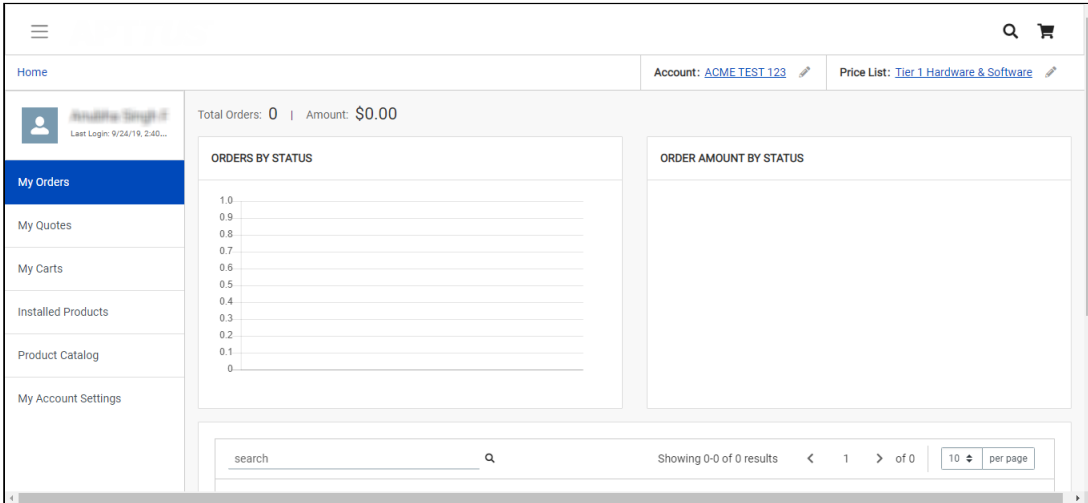 Home
Account: ACME TEST 123
Price List: Tier 1 Hardware & Software
Last Login: 9/24/19, 2:40...
My Orders
My Quotes
My Carts
Installed Products
Product Catalog
My Account Settings
Total Orders: 0 | Amount: $0.00
ORDERS BY STATUS
1.0
0.9
0.8
0.7
0.6
0.5
0.4
0.3
0.2
0.1
0
ORDER AMOUNT BY STATUS
search
Showing 0-0 of 0 results
1
of 0
10
per page